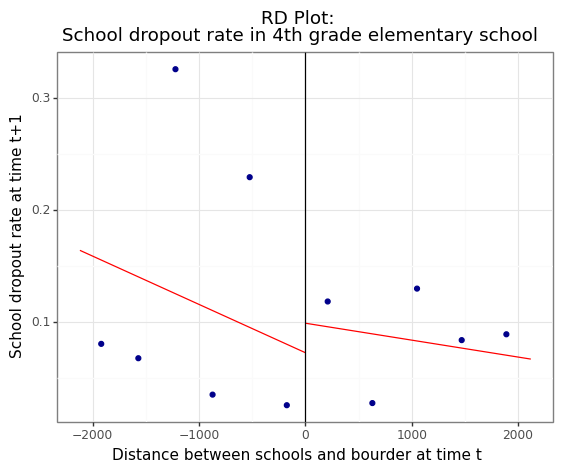 RD Plot:
School dropout rate in 4th grade elementary school
School dropout rate at time t+1
0.3
0.2
0.1
−2000 −1000 0 1000 2000
Distance between schools and bourder at time t